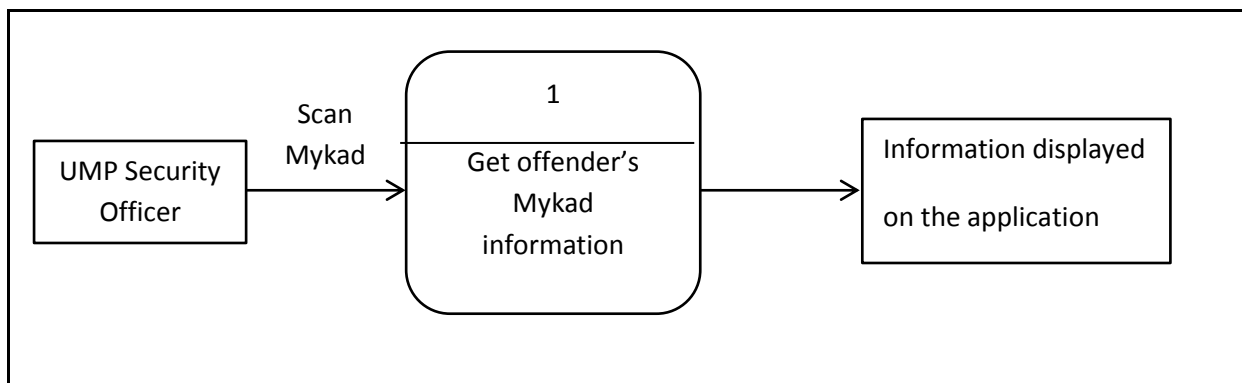 UMP Security
Officer
Scan
Mykad
1
Get offender's
Mykad
information
Information displayed
on the application